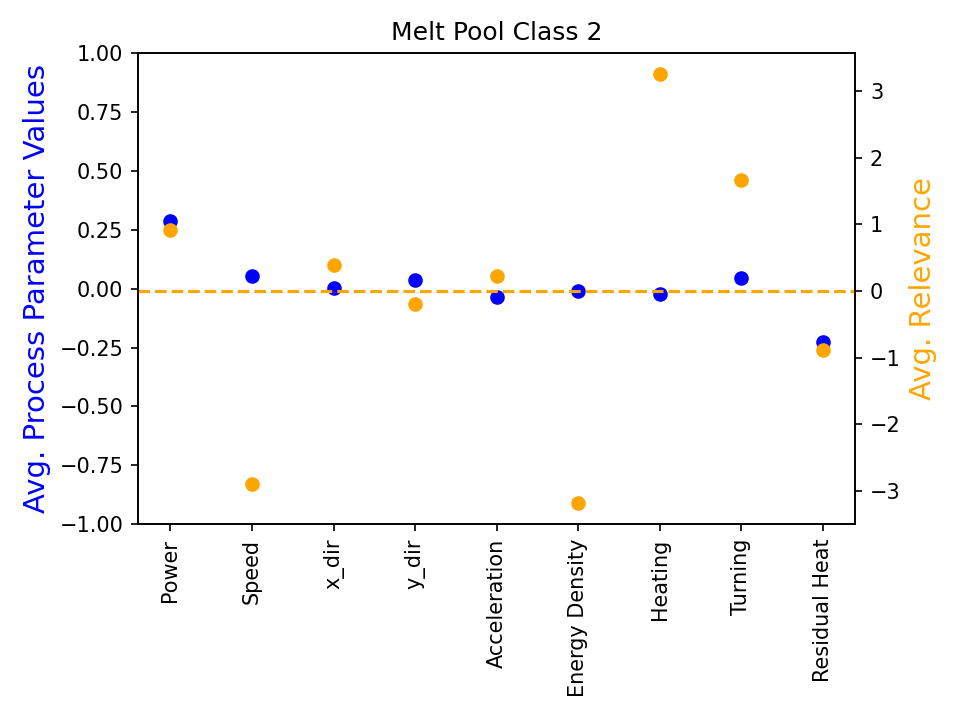 Melt Pool Class 2
Avg. Process Parameter Values
1.00
0.75
0.50
0.25
0.00
−0.25
−0.50
−0.75
−1.00
3
2
1
0
−1
−2
−3
Avg. Relevance
Power
Speed
x_dir
y_dir
Acceleration
Energy Density
Heating
Turning
Residual Heat